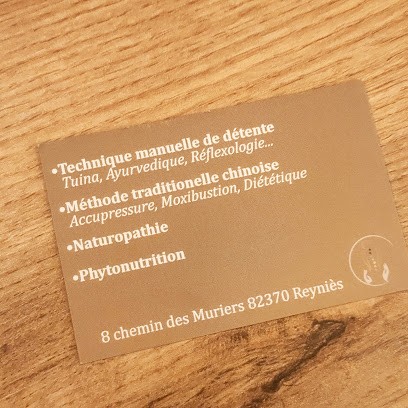 •Technique manuelle de détente
Tuina, Ayurvedique, Réflexologie...
•Méthode traditionelle chinoise
Accupressure, Moxibustion, Diététique
•Naturopathie
•Phytonutrition
8 chemin des Muriers 82370 Reyniès